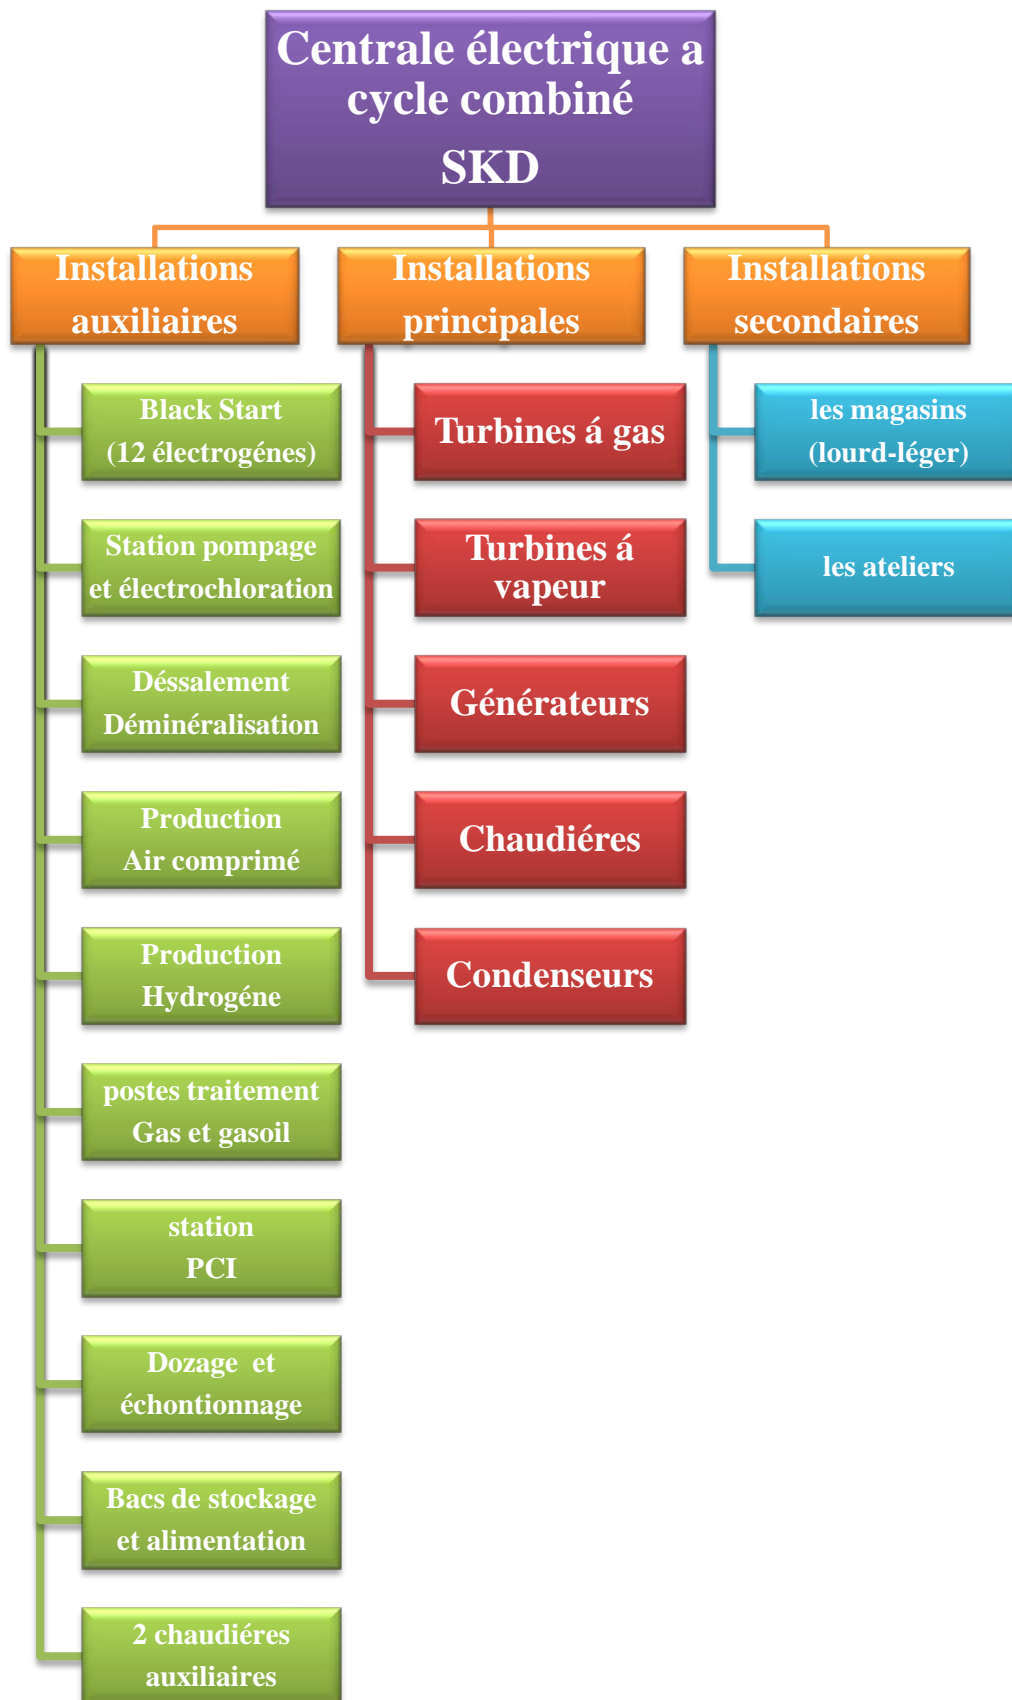 Centrale électrique a
cycle combiné
SKD
Installations
auxiliaires
Black Start
(12 électrogénes)
Station pompage
et électrochloration
Déssalement
Déminéralisation
Production
Air comprimé
Production
Hydrogéne
postes traitement
Gas et gasoil
station
PCI
Dozage et
échontionnage
Bacs de stockage
et alimentation
2 chaudiéres
auxiliaires
Installations
principales
Turbines á gas
Turbines á
vapeur
Générateurs
Chaudiéres
Condenseurs
Installations
secondaires
les magasins
(lourd-léger)
les ateliers